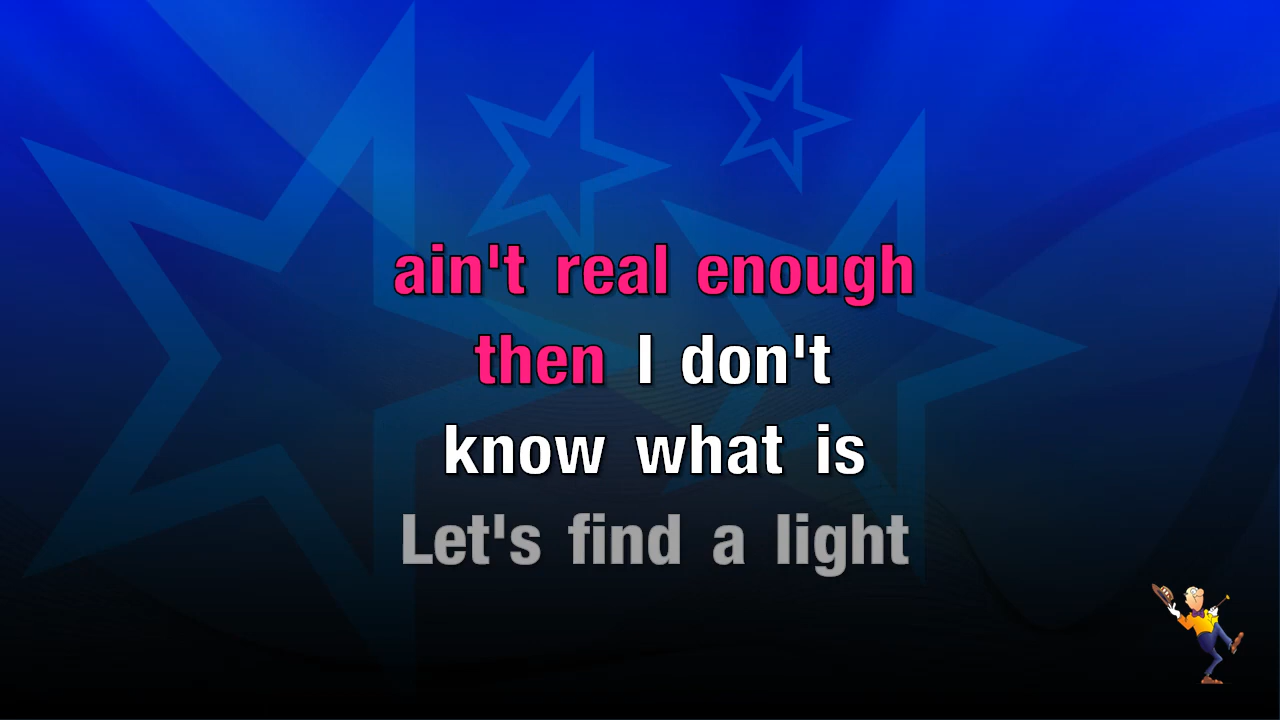 ain't real enough
then I don't
know what is
Let's find a light